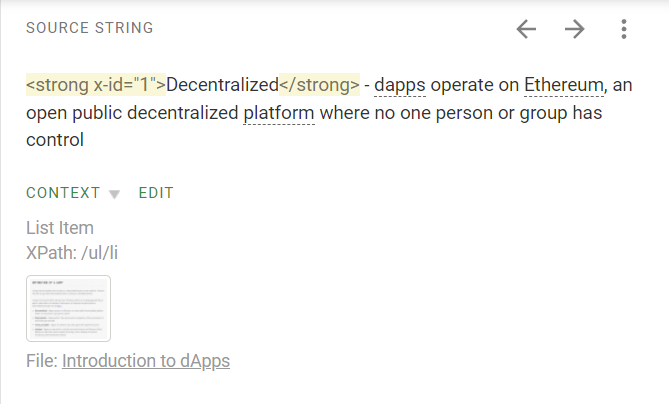 SOURCE STRING
<strong x-id="1">Decentralized</strong> - dapps operate on Ethereum, an
open public decentralized platform where no one person or group has
control
CONTEXT EDIT
List Item
XPath: /ul/li
File: Introduction to dApps